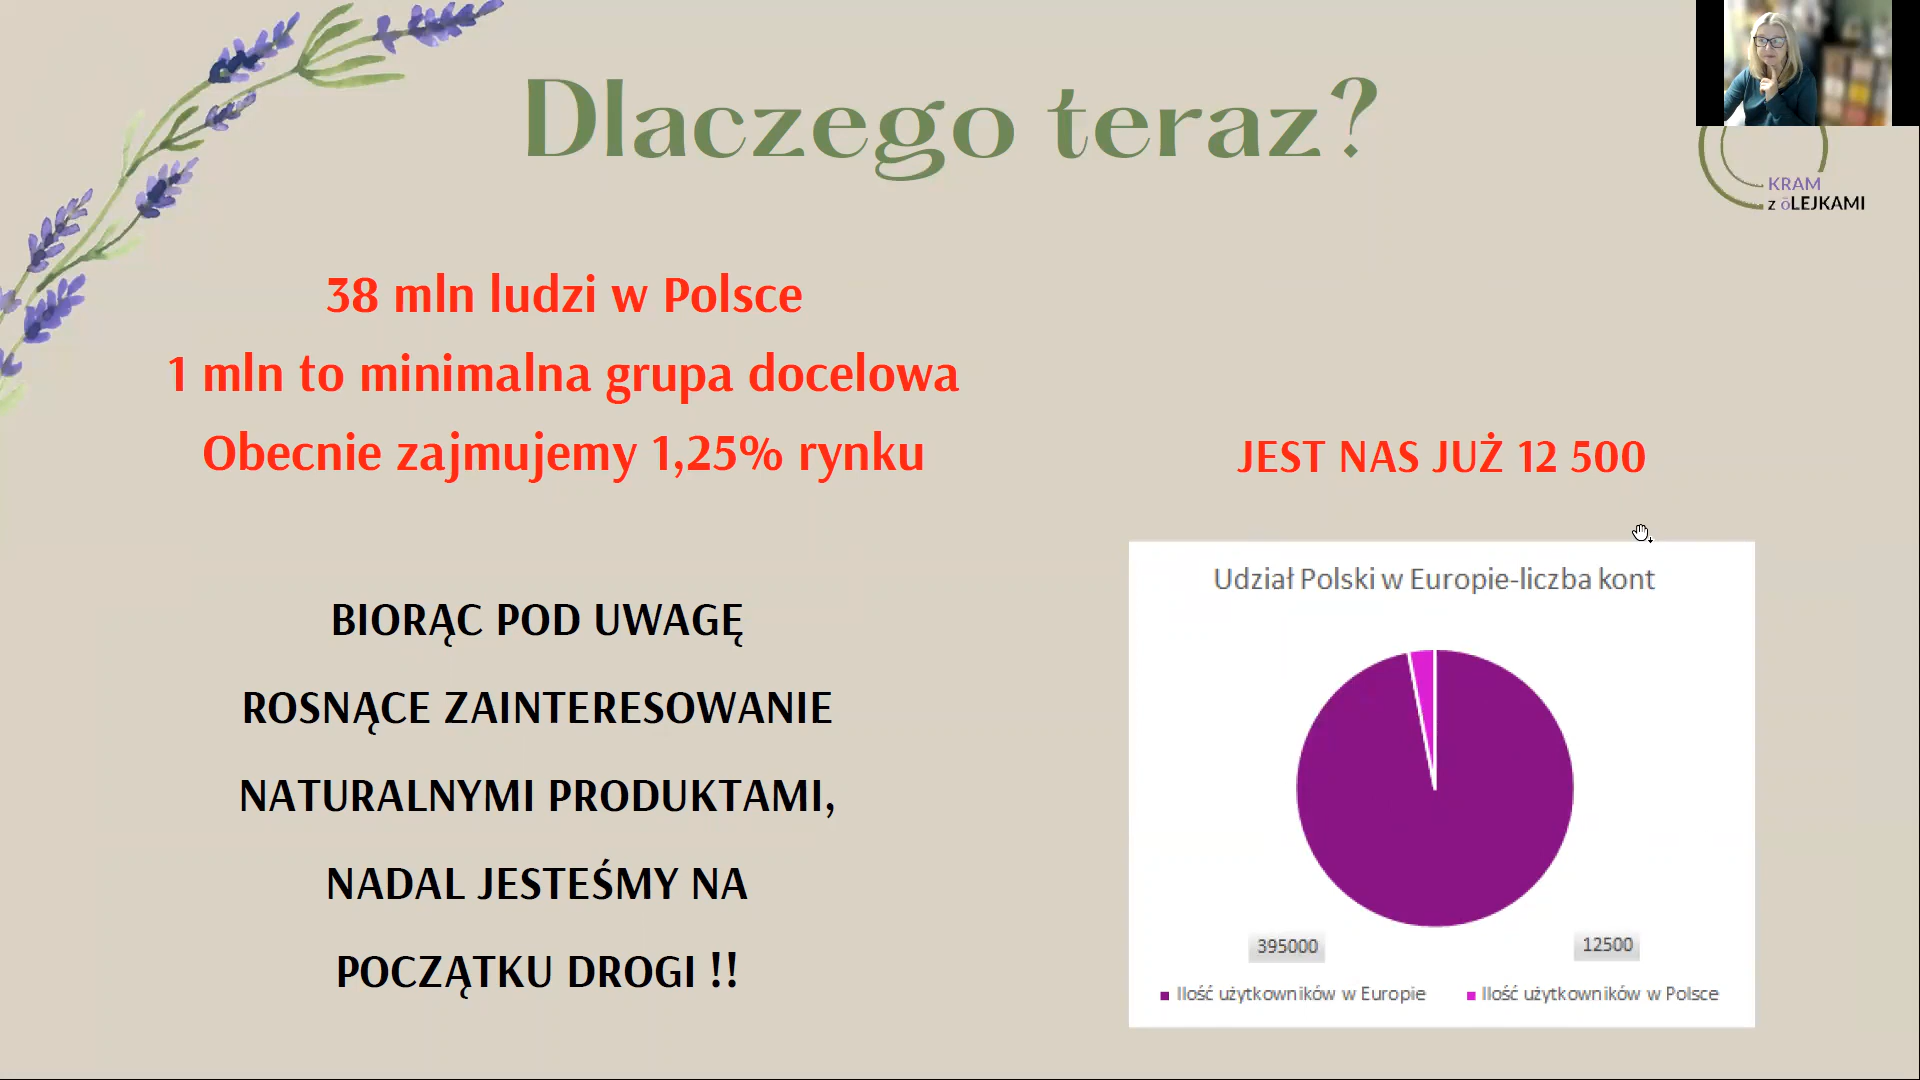 Dlaczego teraz?
KRAM
z ōLEJKAMI
38 mln ludzi w Polsce
1 mln to minimalna grupa docelowa
Obecnie zajmujemy 1,25% rynku
JEST NAS JUŻ 12 500
BIORĄC POD UWAGĘ
ROSNĄCE ZAINTERESOWANIE
NATURALNYMI PRODUKTAMI,
NADAL JESTEŚMY NA
POCZĄTKU DROGI !!
Udział Polski w Europie-liczba kont
395000
12500
Ilość użytkowników w Europie
Ilość użytkowników w Polsce